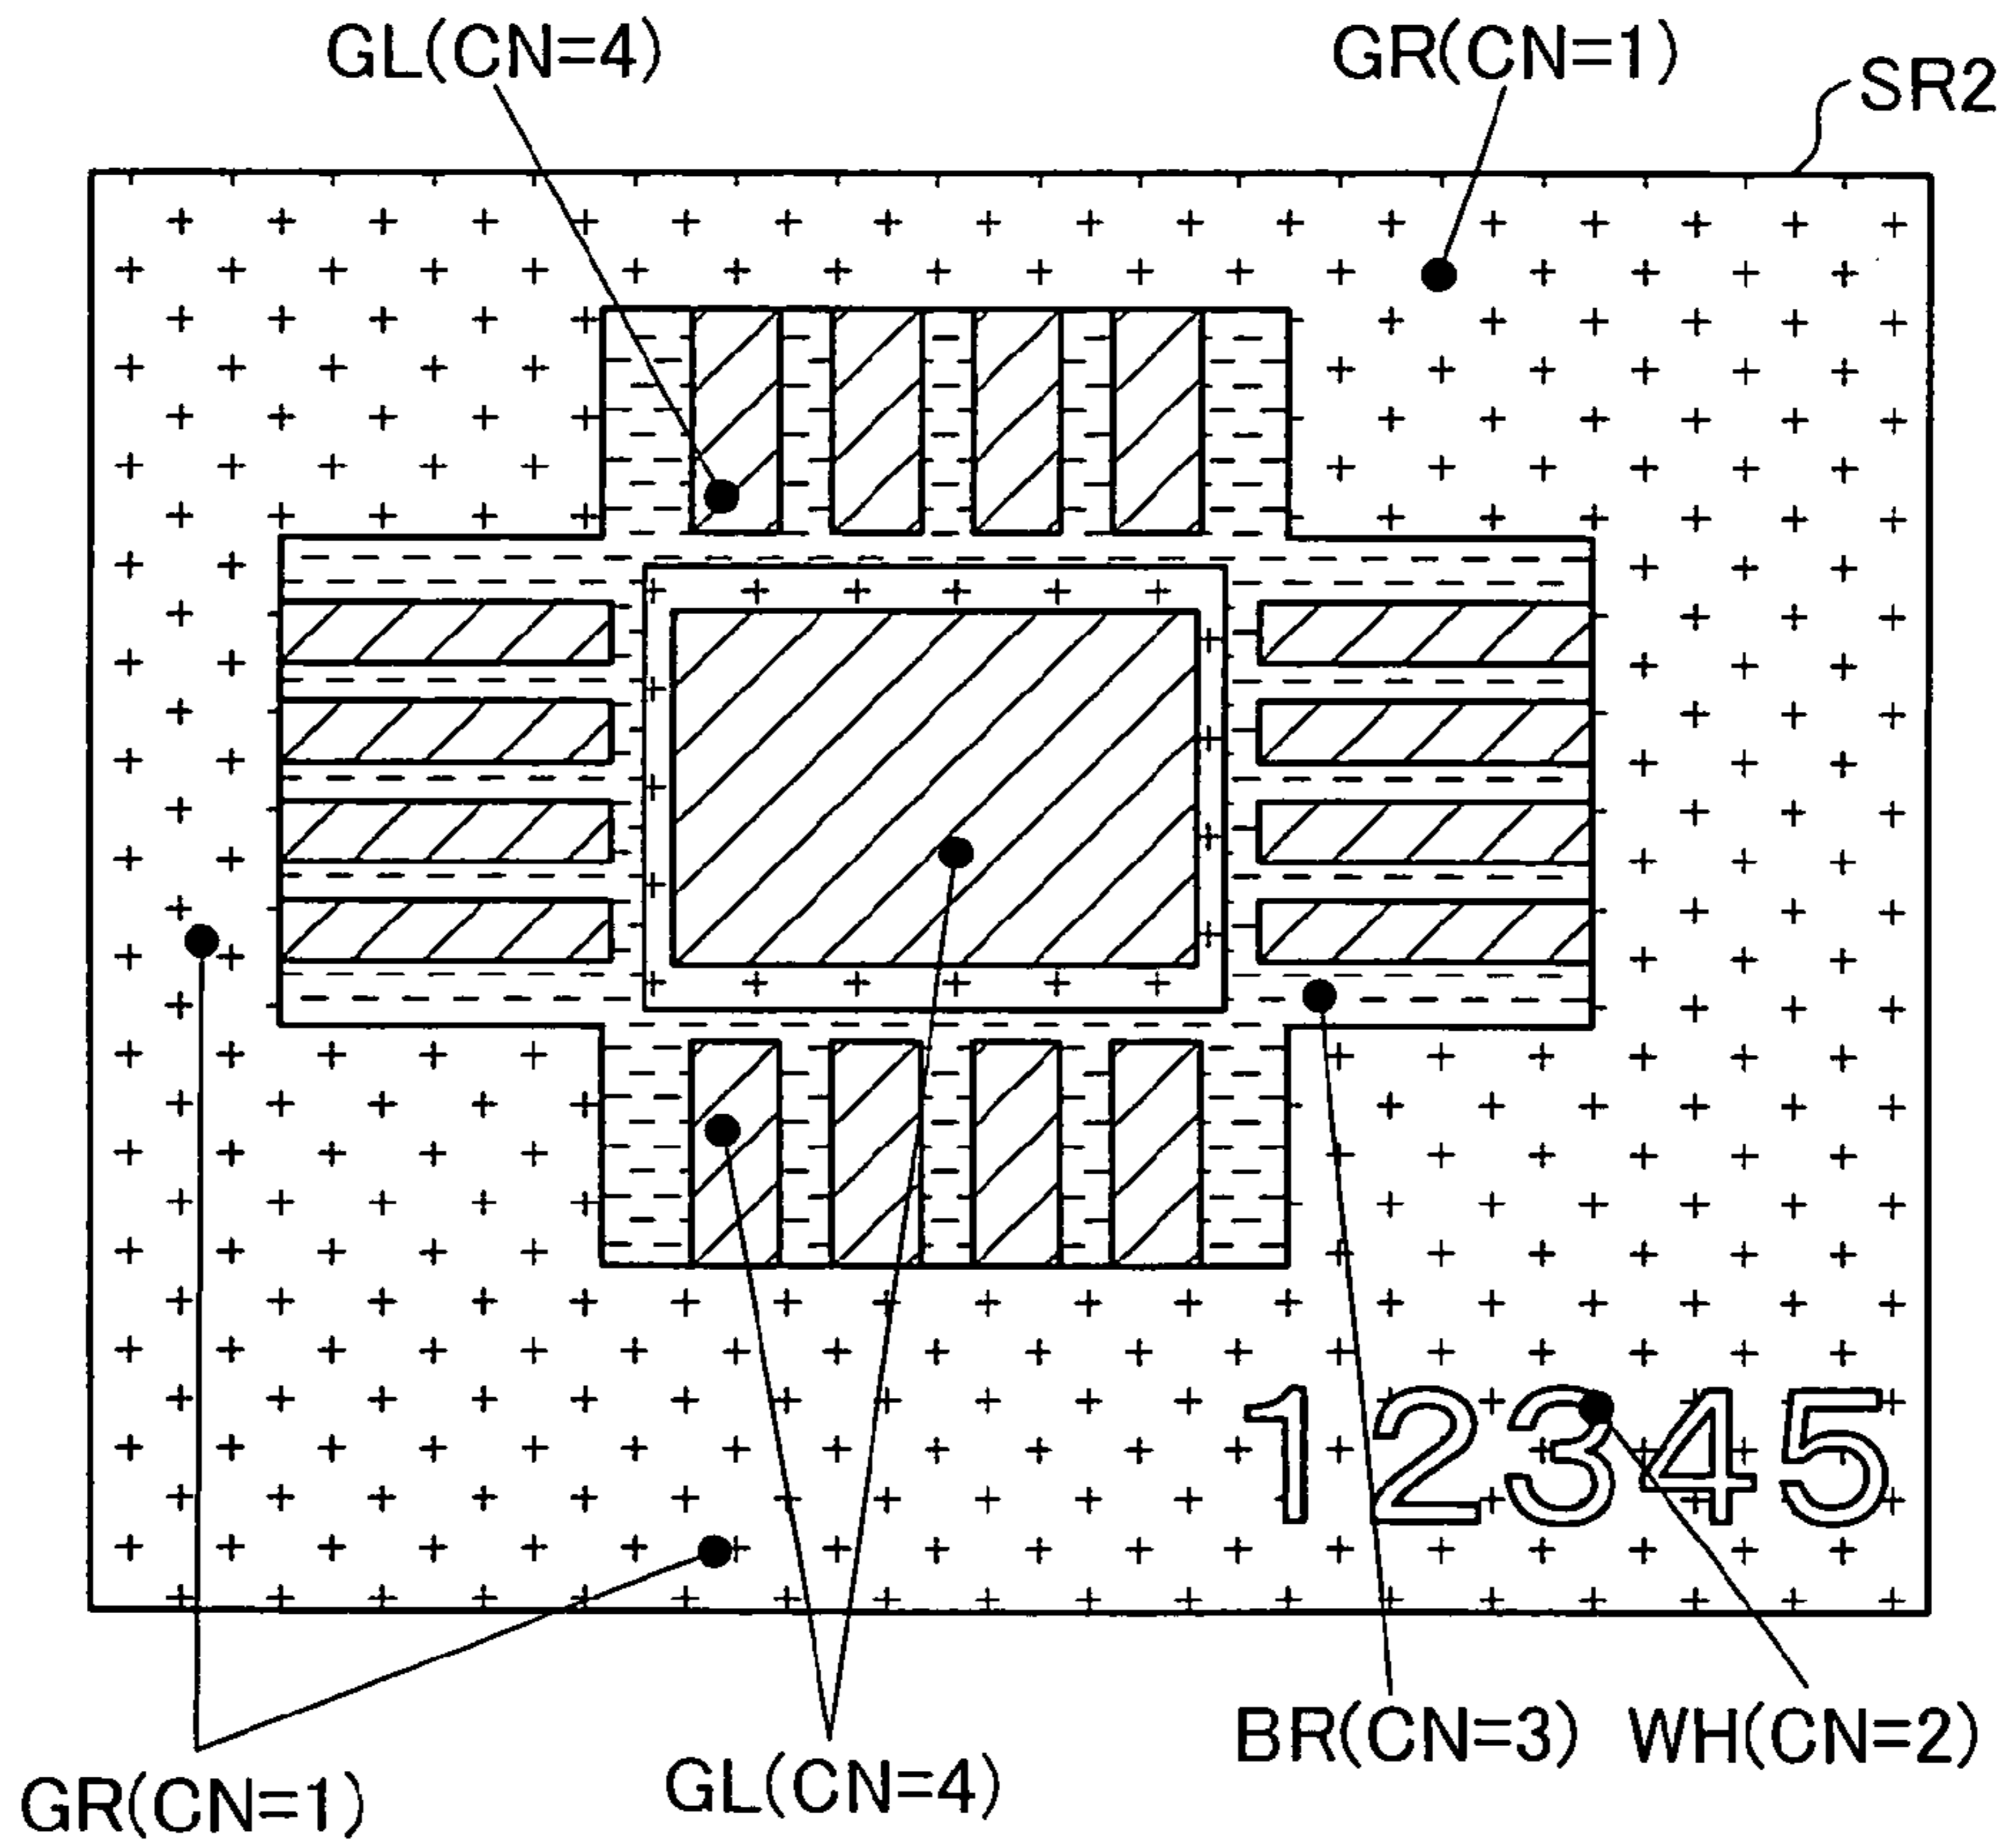 GL(CN=4)
GR(CN=1)
SR2
12345
BR(CN=3)
WH(CN=2)
GL(CN=4)
GR(CN=1)